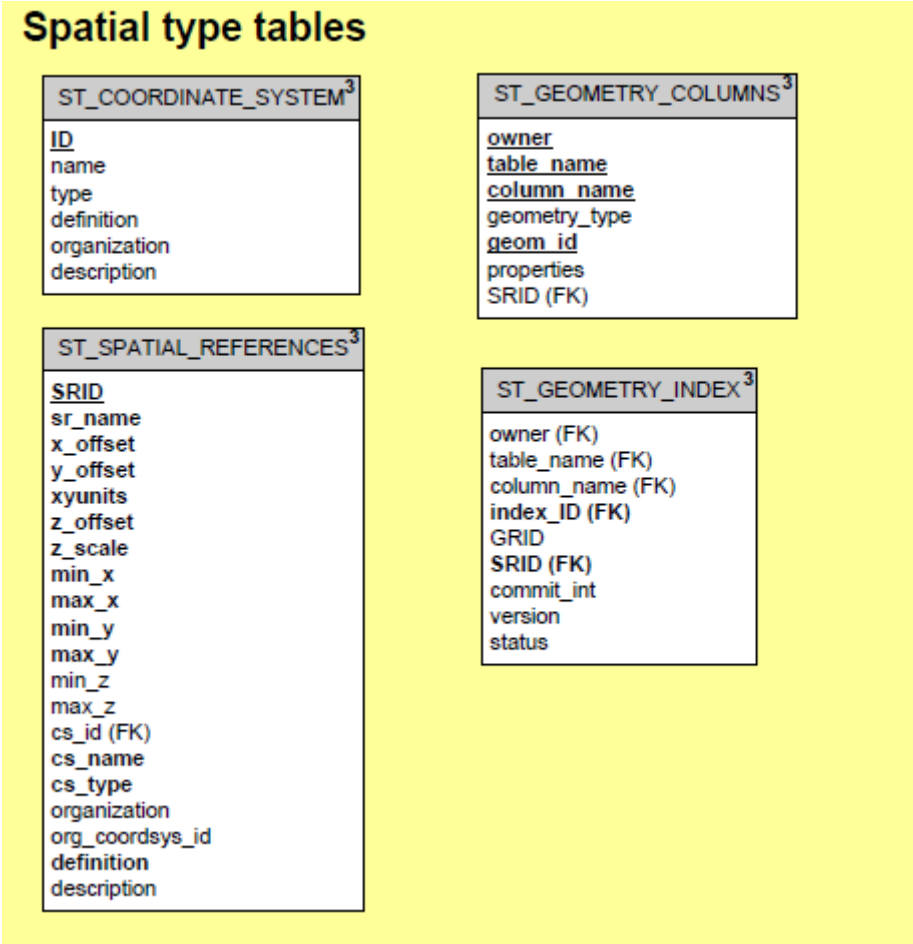 Spatial type tables
ST_COORDINATE_SYSTEM3
ID
name
type
definition
organization
description
ST_GEOMETRY_COLUMNS3
owner
table_name
column_name
geometry_type
geom_id
properties
SRID (FK)
ST_SPATIAL_REFERENCES3
SRID
sr_name
x_offset
y_offset
xyunits
z_offset
z_scale
min_x
max_x
min_y
max_y
min_z
max_z
cs_id (FK)
cs_name
cs_type
organization
org_coordsys_id
definition
description
ST_GEOMETRY_INDEX3
owner (FK)
table_name (FK)
column_name (FK)
index_ID (FK)
GRID
SRID (FK)
commit_int
version
status